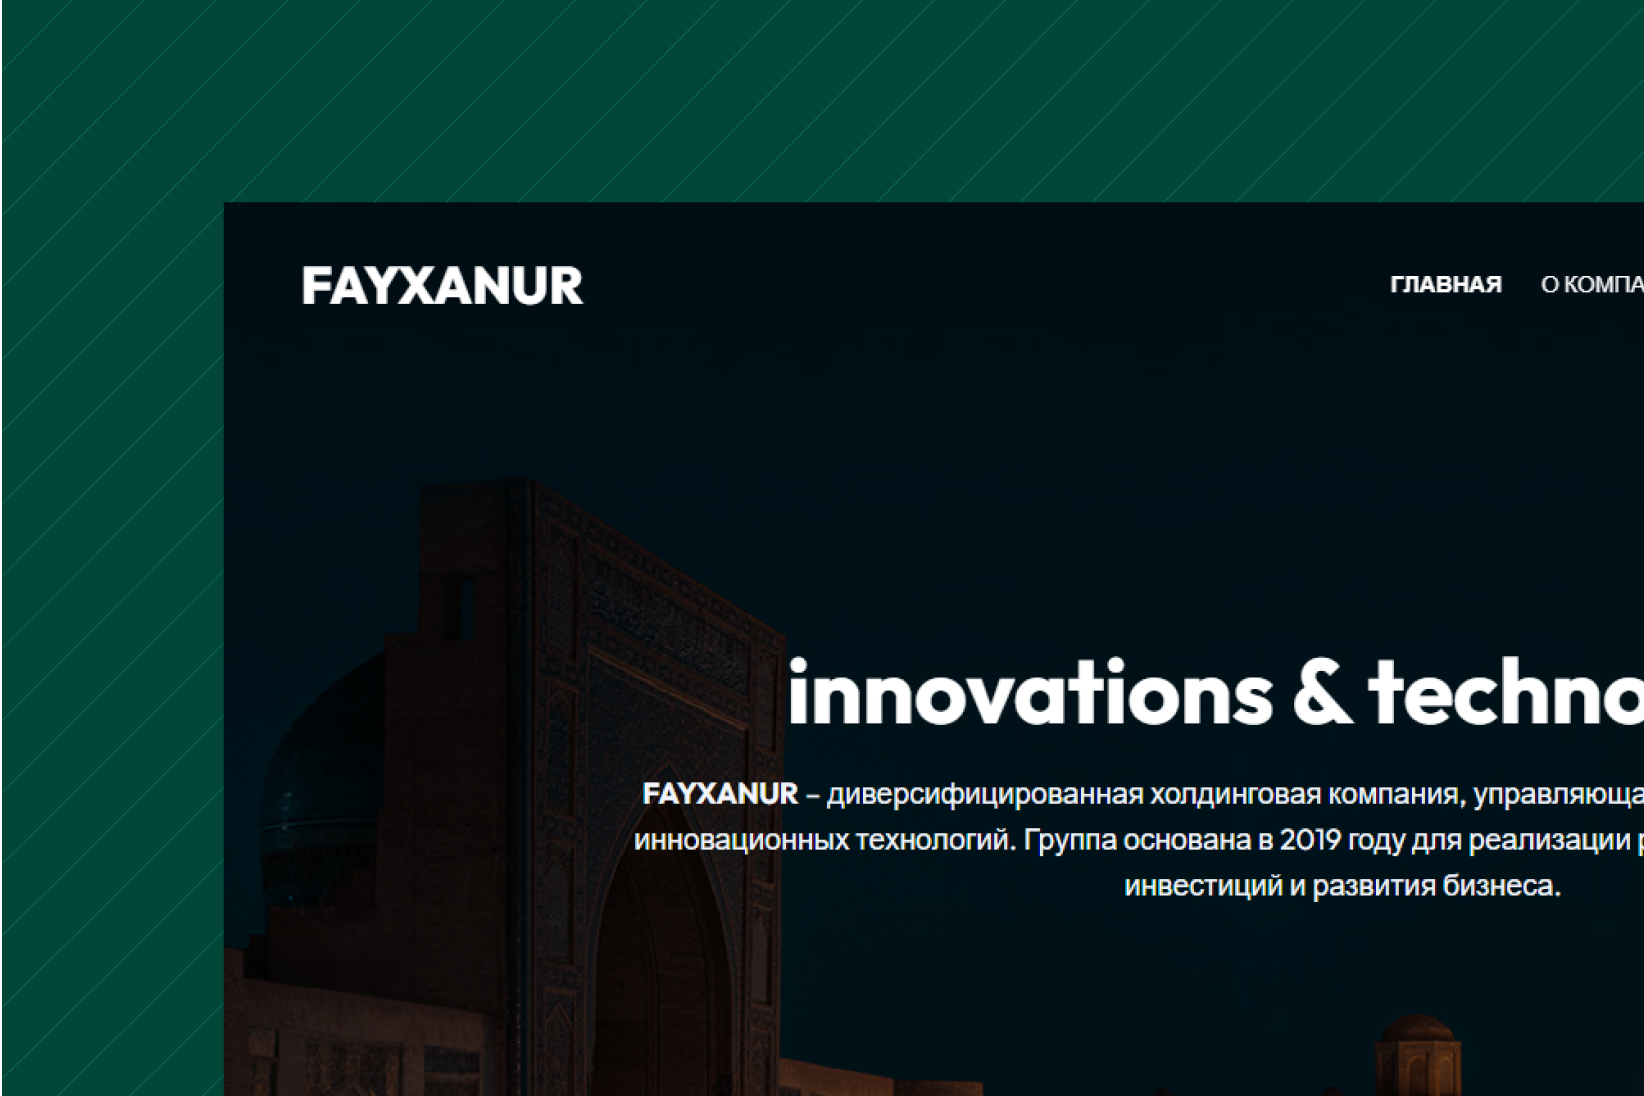 FAYXANUR
ГЛАВНАЯ О КОМПА
innovations & techno
FAYXANUR – диверсифицированная холдинговая компания, управляюща
инновационных технологий. Группа основана в 2019 году для реализации р
инвестиций и развития бизнеса.